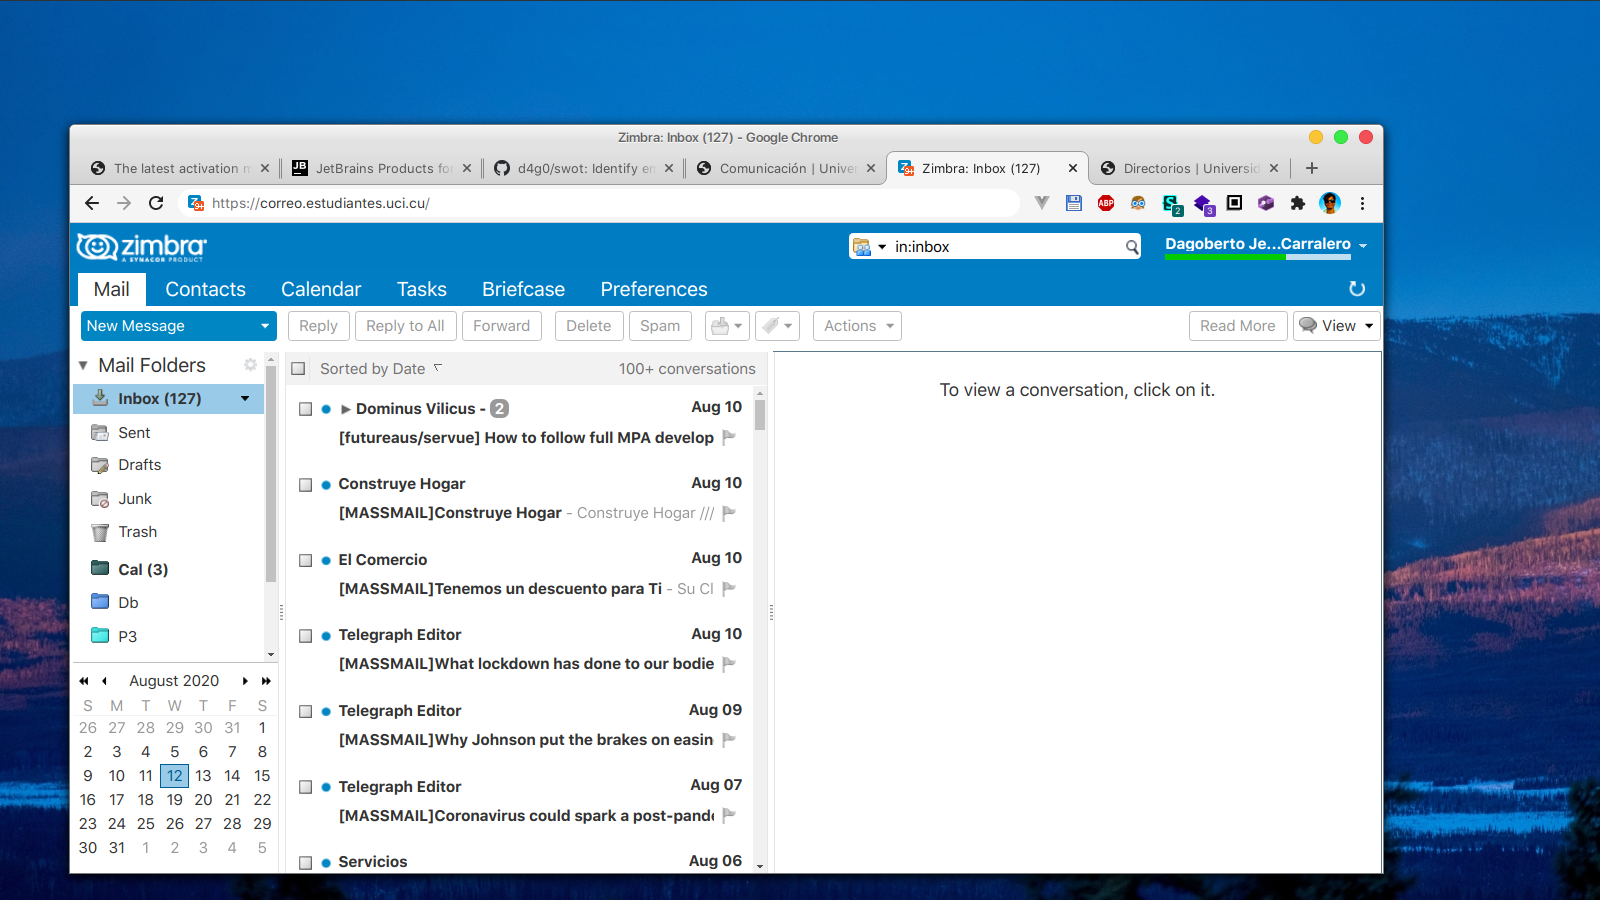 Zimbra: Inbox (127) - Google Chrome
The latest activation m
JetBrains Products for
d4g0/swot: Identify em
Comunicación | Univer
Zimbra: Inbox (127)
Directorios | Universid
https://correo.estudiantes.uci.cu/
ABP
2
3
zimbra
A SYNACOR PRODUCT
in:inbox
Dagoberto Je...Carralero
Mail
Contacts
Calendar
Tasks
Briefcase
Preferences
New Message
Reply
Reply to All
Forward
Delete
Spam
Actions
Read More
View
Mail Folders
Inbox (127)
Sent
Drafts
Junk
Trash
Cal (3)
Db
P3
August 2020
S M T W T F S
26 27 28 29 30 31 1
2 3 4 5 6 7 8
9 10 11 12 13 14 15
16 17 18 19 20 21 22
23 24 25 26 27 28 29
30 31 1 2 3 4 5
Sorted by Date
100+ conversations
Dominus Vilicus - 2
Aug 10
[futureaus/servue] How to follow full MPA develop
Construye Hogar
Aug 10
[MASSMAIL]Construye Hogar - Construye Hogar ///
El Comercio
Aug 10
[MASSMAIL]Tenemos un descuento para Ti - Su Cl
Telegraph Editor
Aug 10
[MASSMAIL]What lockdown has done to our bodie
Telegraph Editor
Aug 09
[MASSMAIL]Why Johnson put the brakes on easin
Telegraph Editor
Aug 07
[MASSMAIL]Coronavirus could spark a post-pande
Servicios
Aug 06
To view a conversation, click on it.